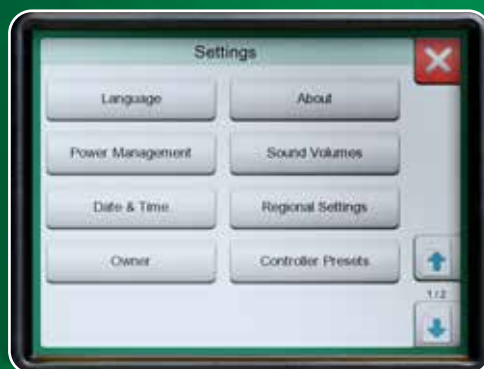 Settings
Language
About
Power Management
Sound Volumes
Date & Time
Regional Settings
Owner
Controller Presets
1/2